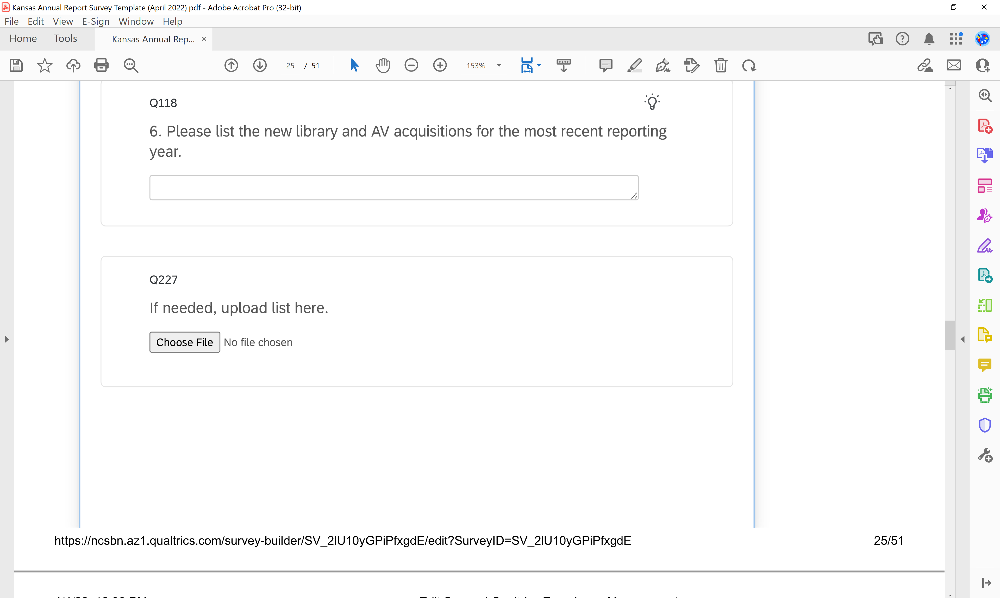 Kansas Annual Report Survey Template (April 2022).pdf - Adobe Acrobat Pro (32-bit)
File Edit View E-Sign Window Help
Home Tools Kansas Annual Rep... ×
25 / 51 153%
Q118
6. Please list the new library and AV acquisitions for the most recent reporting
year.
Q227
If needed, upload list here.
Choose File No file chosen
https://ncsbn.az1.qualtrics.com/survey-builder/SV_2lU10yGPiPfxgdE/edit?SurveyID=SV_2lU10yGPiPfxgdE 25/51